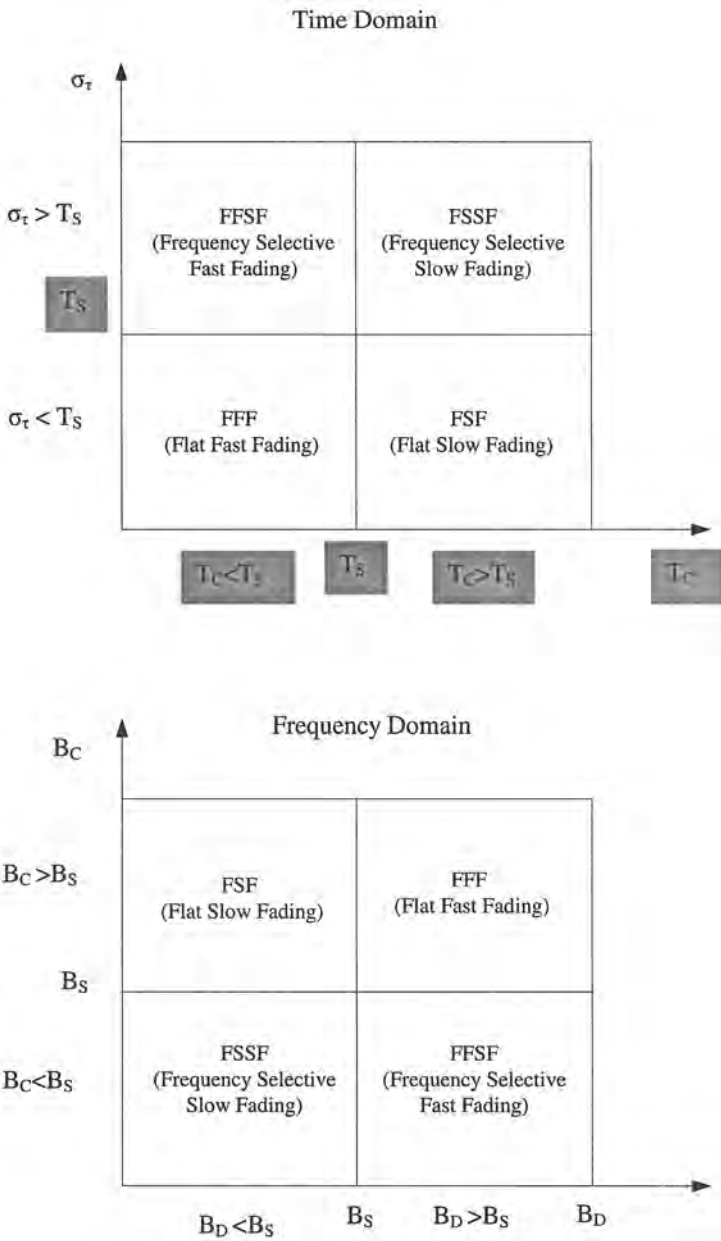 Time Domain
στ
στ > TS
FFSF
(Frequency Selective
Fast Fading)
FSSF
(Frequency Selective
Slow Fading)
TS
στ < TS
FFF
(Flat Fast Fading)
FSF
(Flat Slow Fading)
TC<TS
TS
TC>TS
TC
Frequency Domain
BC
BC >BS
FSF
(Flat Slow Fading)
FFF
(Flat Fast Fading)
BS
BC<BS
FSSF
(Frequency Selective
Slow Fading)
FFSF
(Frequency Selective
Fast Fading)
BD <BS
BS
BD >BS
BD